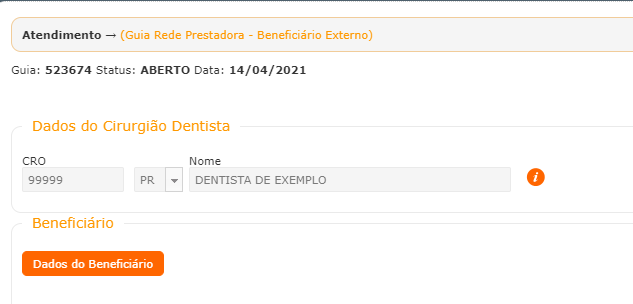 Atendimento → (Guia Rede Prestadora - Beneficiário Externo)
Guia: 523674 Status: ABERTO Data: 14/04/2021
Dados do Cirurgião Dentista
CRO Nome
99999 PR DENTISTA DE EXEMPLO i
Beneficiário
Dados do Beneficiário